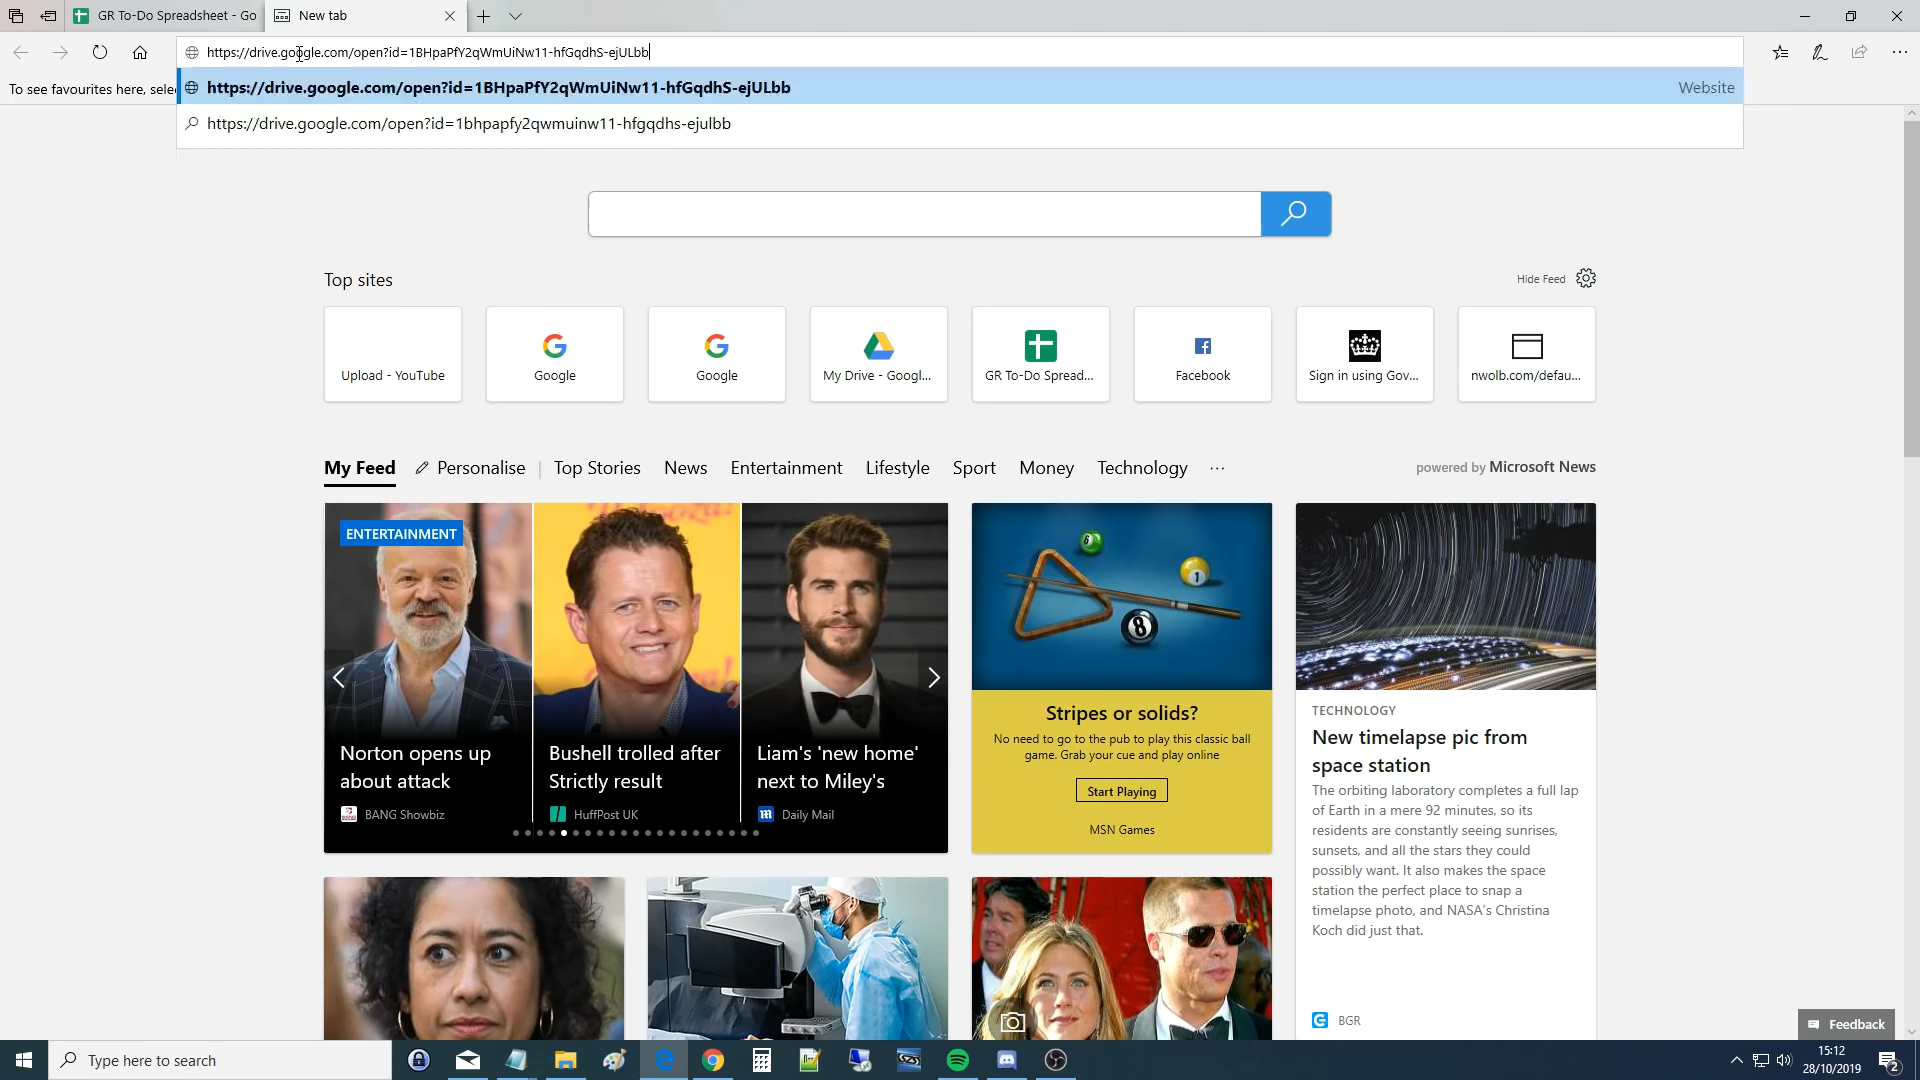 GR To-Do Spreadsheet - Go
New tab
https://drive.google.com/open?id=1BHpaPfY2qWmUiNw11-hfGqdhS-ejULbb
To see favourites here, sele
https://drive.google.com/open?id=1BHpaPfY2qWmUiNw11-hfGqdhS-ejULbb
Website
https://drive.google.com/open?id=1bhpapfy2qwmuinw11-hfgqdhs-ejulbb
Top sites
Hide Feed
Upload - YouTube
Google
Google
My Drive - Googl...
GR To-Do Spread...
Facebook
Sign in using Gov...
nwolb.com/defau...
My Feed
Personalise
Top Stories
News
Entertainment
Lifestyle
Sport
Money
Technology
powered by Microsoft News
ENTERTAINMENT
Norton opens up
about attack
BANG Showbiz
Bushell trolled after
Strictly result
HuffPost UK
Liam's 'new home'
next to Miley's
Daily Mail
6
1
8
Stripes or solids?
No need to go to the pub to play this classic ball
game. Grab your cue and play online
Start Playing
MSN Games
TECHNOLOGY
New timelapse pic from
space station
The orbiting laboratory completes a full lap
of Earth in a mere 92 minutes, so its
residents are constantly seeing sunrises,
sunsets, and all the stars they could
possibly want. It also makes the space
station the perfect place to snap a
timelapse photo, and NASA's Christina
Koch did just that.
BGR
Feedback
Type here to search
15:12
28/10/2019
2